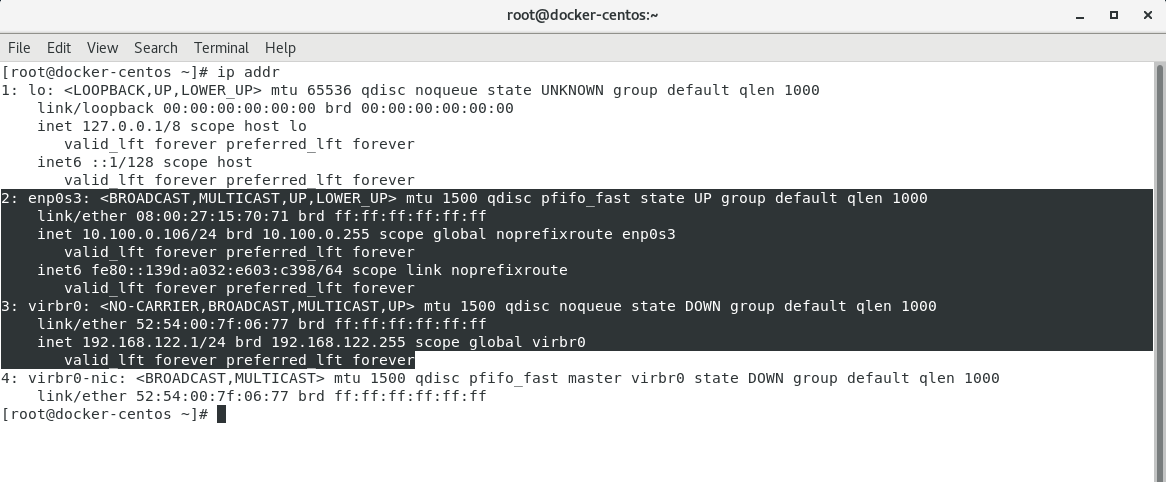 root@docker-centos:~
File Edit View Search Terminal Help
[root@docker-centos ~]# ip addr
1: lo: <LOOPBACK,UP,LOWER_UP> mtu 65536 qdisc noqueue state UNKNOWN group default qlen 1000
    link/loopback 00:00:00:00:00:00 brd 00:00:00:00:00:00
    inet 127.0.0.1/8 scope host lo
       valid_lft forever preferred_lft forever
    inet6 ::1/128 scope host
       valid_lft forever preferred_lft forever
2: enp0s3: <BROADCAST,MULTICAST,UP,LOWER_UP> mtu 1500 qdisc pfifo_fast state UP group default qlen 1000
    link/ether 08:00:27:15:70:71 brd ff:ff:ff:ff:ff:ff
    inet 10.100.0.106/24 brd 10.100.0.255 scope global noprefixroute enp0s3
       valid_lft forever preferred_lft forever
    inet6 fe80::139d:a032:e603:c398/64 scope link noprefixroute
       valid_lft forever preferred_lft forever
3: virbr0: <NO-CARRIER,BROADCAST,MULTICAST,UP> mtu 1500 qdisc noqueue state DOWN group default qlen 1000
    link/ether 52:54:00:7f:06:77 brd ff:ff:ff:ff:ff:ff
    inet 192.168.122.1/24 brd 192.168.122.255 scope global virbr0
       valid_lft forever preferred_lft forever
4: virbr0-nic: <BROADCAST,MULTICAST> mtu 1500 qdisc pfifo_fast master virbr0 state DOWN group default qlen 1000
    link/ether 52:54:00:7f:06:77 brd ff:ff:ff:ff:ff:ff
[root@docker-centos ~]#